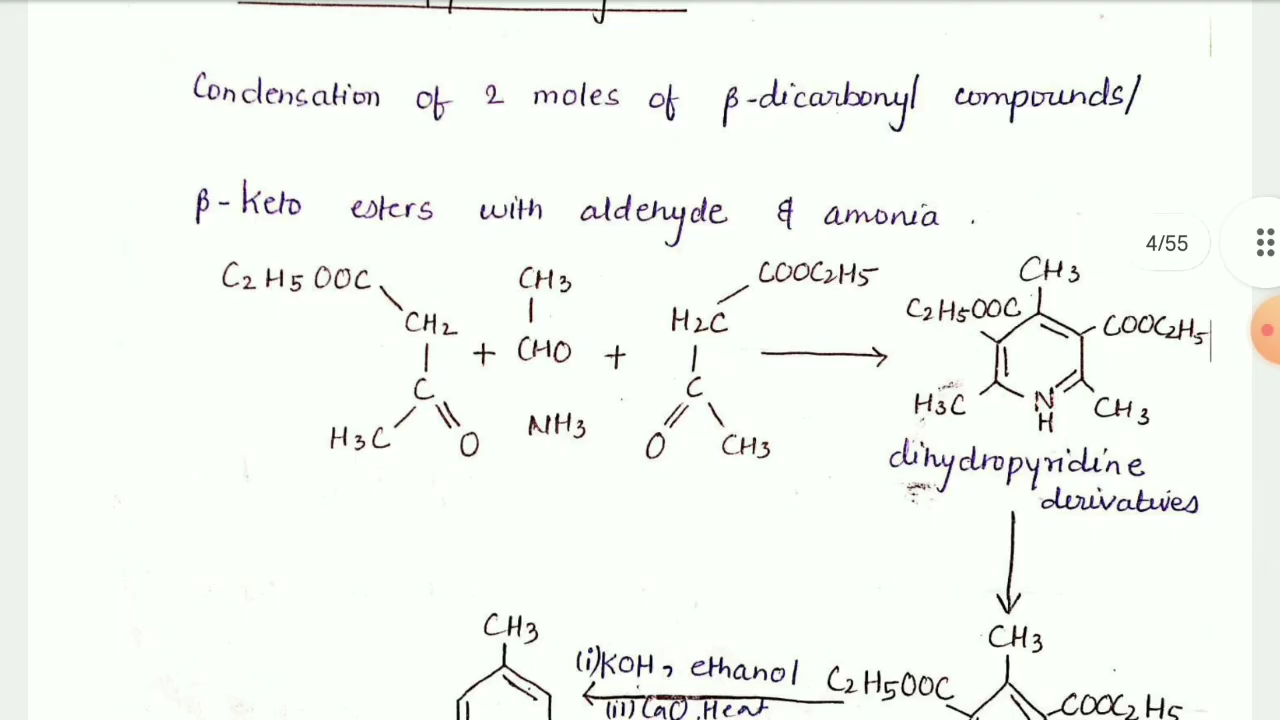 Condensation of 2 moles of β-dicarbonyl compounds/
4/55
β-keto esters with aldehyde & amonia .
C2H5OOC CH3 COOC2H5 CH3
CH2 + CHO + H2C C2H5OOC COOC2H5
C C H3C N CH3
H
H3C O NH3 O CH3
dihydropyridine
derivatives
CH3 CH3
(i)KOH, ethanol C2H5OOC COOC2H5
(ii)CaO, Heat